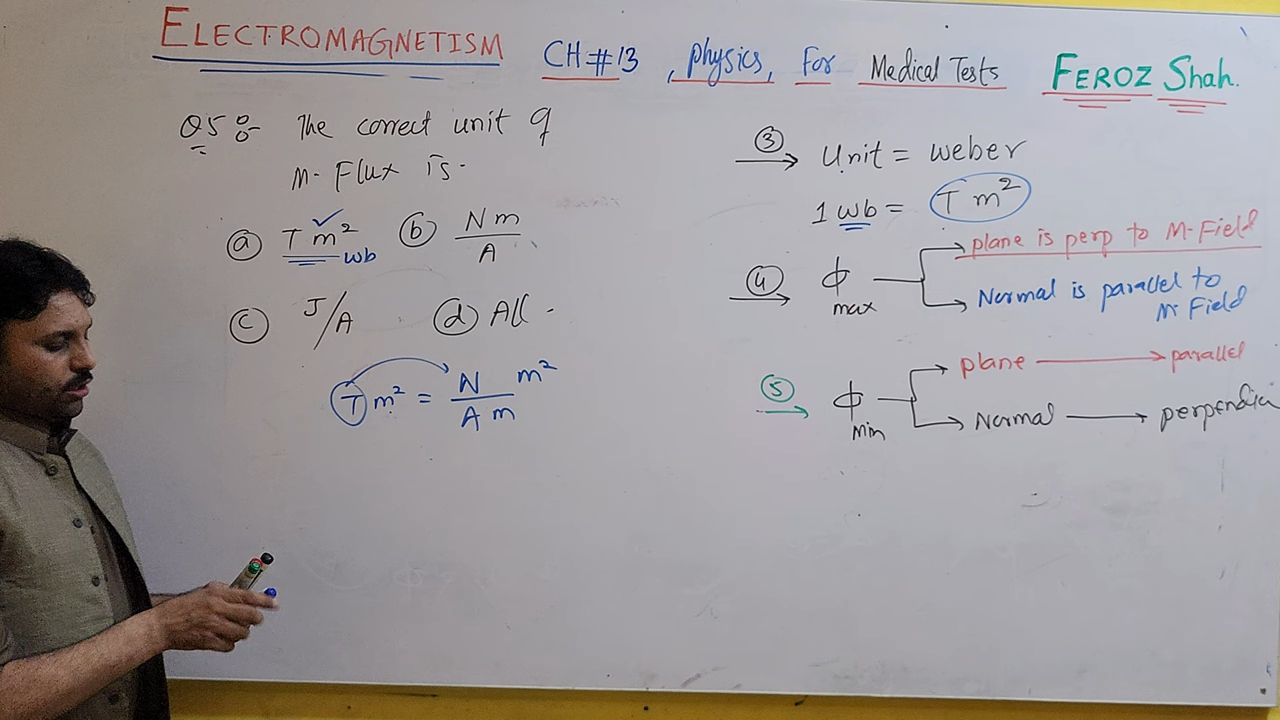 ELECTROMAGNETISM CH#13, physics, For Medical Tests FEROZ Shah.
Q5:- The correct unit of
M- Flux is-
(a) T m² wb (b) N m / A
(c) J/A (d) All -
T m² = N / A m m²
(3) Unit = weber
1 wb = T m²
(4) ϕ max plane is perp to M-Field
Normal is parallel to
M-Field
(5) ϕ Min plane → parallel
Normal → perpendicu